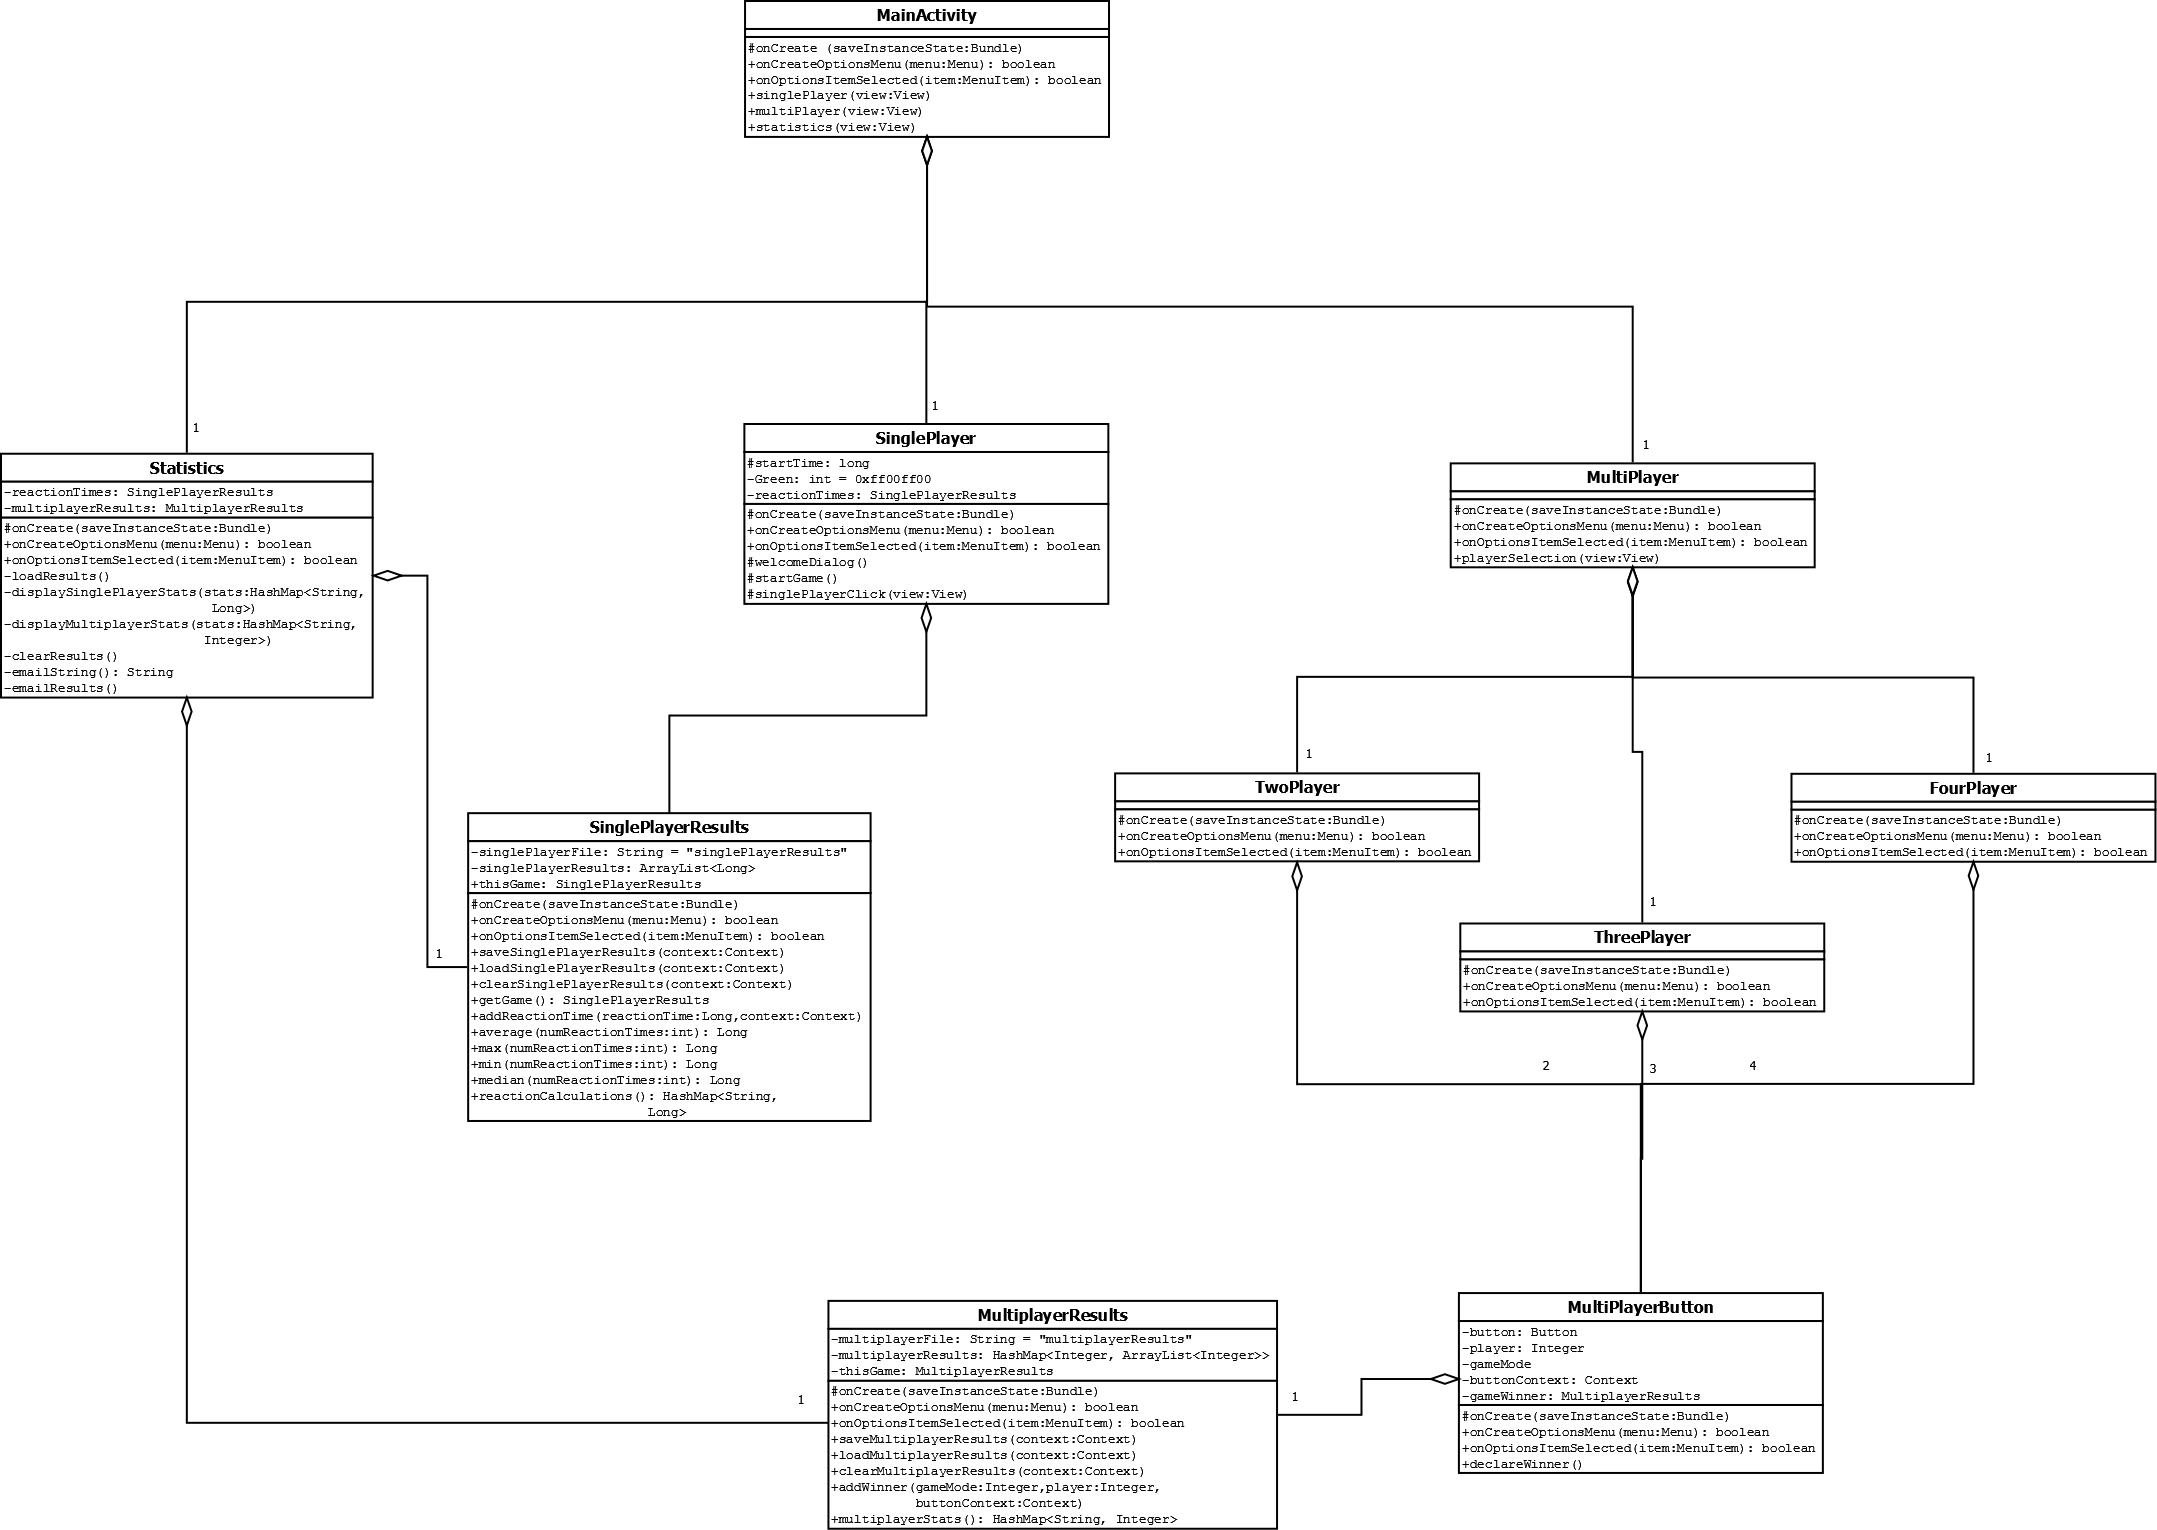 MainActivity
#onCreate (saveInstanceState:Bundle)
+onCreateOptionsMenu(menu:Menu): boolean
+onOptionsItemSelected(item:MenuItem): boolean
+singlePlayer(view:View)
+multiPlayer(view:View)
+statistics(view:View)
1
1
1
Statistics
-reactionTimes: SinglePlayerResults
-multiplayerResults: MultiplayerResults
#onCreate(saveInstanceState:Bundle)
+onCreateOptionsMenu(menu:Menu): boolean
+onOptionsItemSelected(item:MenuItem): boolean
-loadResults()
-displaySinglePlayerStats(stats:HashMap<String,
Long>)
-displayMultiplayerStats(stats:HashMap<String,
Integer>)
-clearResults()
-emailString(): String
-emailResults()
SinglePlayer
#startTime: long
-Green: int = 0xff00ff00
-reactionTimes: SinglePlayerResults
#onCreate(saveInstanceState:Bundle)
+onCreateOptionsMenu(menu:Menu): boolean
+onOptionsItemSelected(item:MenuItem): boolean
#welcomeDialog()
#startGame()
#singlePlayerClick(view:View)
MultiPlayer
#onCreate(saveInstanceState:Bundle)
+onCreateOptionsMenu(menu:Menu): boolean
+onOptionsItemSelected(item:MenuItem): boolean
+playerSelection(view:View)
1
1
1
1
SinglePlayerResults
-singlePlayerFile: String = "singlePlayerResults"
-singlePlayerResults: ArrayList<Long>
+thisGame: SinglePlayerResults
#onCreate(saveInstanceState:Bundle)
+onCreateOptionsMenu(menu:Menu): boolean
+onOptionsItemSelected(item:MenuItem): boolean
+saveSinglePlayerResults(context:Context)
+loadSinglePlayerResults(context:Context)
+clearSinglePlayerResults(context:Context)
+getGame(): SinglePlayerResults
+addReactionTime(reactionTime:Long,context:Context)
+average(numReactionTimes:int): Long
+max(numReactionTimes:int): Long
+min(numReactionTimes:int): Long
+median(numReactionTimes:int): Long
+reactionCalculations(): HashMap<String,
Long>
TwoPlayer
#onCreate(saveInstanceState:Bundle)
+onCreateOptionsMenu(menu:Menu): boolean
+onOptionsItemSelected(item:MenuItem): boolean
FourPlayer
#onCreate(saveInstanceState:Bundle)
+onCreateOptionsMenu(menu:Menu): boolean
+onOptionsItemSelected(item:MenuItem): boolean
ThreePlayer
#onCreate(saveInstanceState:Bundle)
+onCreateOptionsMenu(menu:Menu): boolean
+onOptionsItemSelected(item:MenuItem): boolean
2
3
4
MultiplayerResults
-multiplayerFile: String = "multiplayerResults"
-multiplayerResults: HashMap<Integer, ArrayList<Integer>>
-thisGame: MultiplayerResults
#onCreate(saveInstanceState:Bundle)
+onCreateOptionsMenu(menu:Menu): boolean
+onOptionsItemSelected(item:MenuItem): boolean
+saveMultiplayerResults(context:Context)
+loadMultiplayerResults(context:Context)
+clearMultiplayerResults(context:Context)
+addWinner(gameMode:Integer,player:Integer,
buttonContext:Context)
+multiplayerStats(): HashMap<String, Integer>
1
1
MultiPlayerButton
-button: Button
-player: Integer
-gameMode
-buttonContext: Context
-gameWinner: MultiplayerResults
#onCreate(saveInstanceState:Bundle)
+onCreateOptionsMenu(menu:Menu): boolean
+onOptionsItemSelected(item:MenuItem): boolean
+declareWinner()